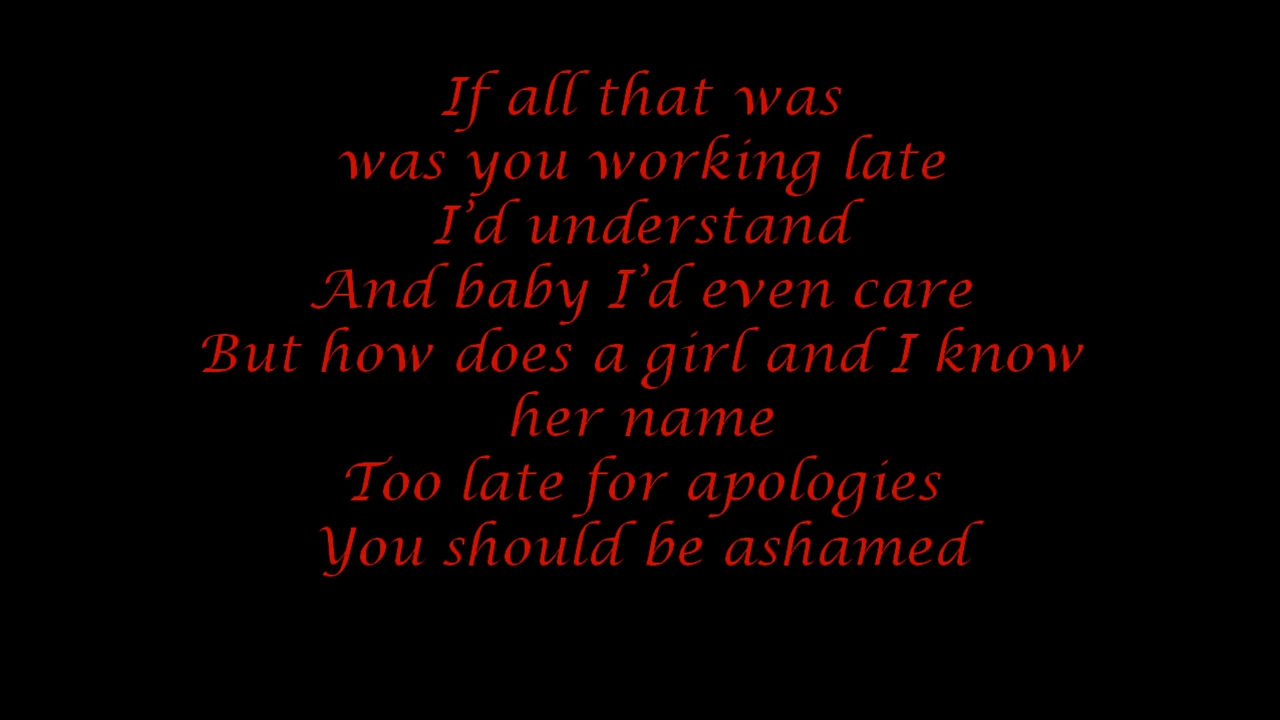 If all that was
was you working late
I’d understand
And baby I’d even care
But how does a girl and I know
her name
Too late for apologies
You should be ashamed